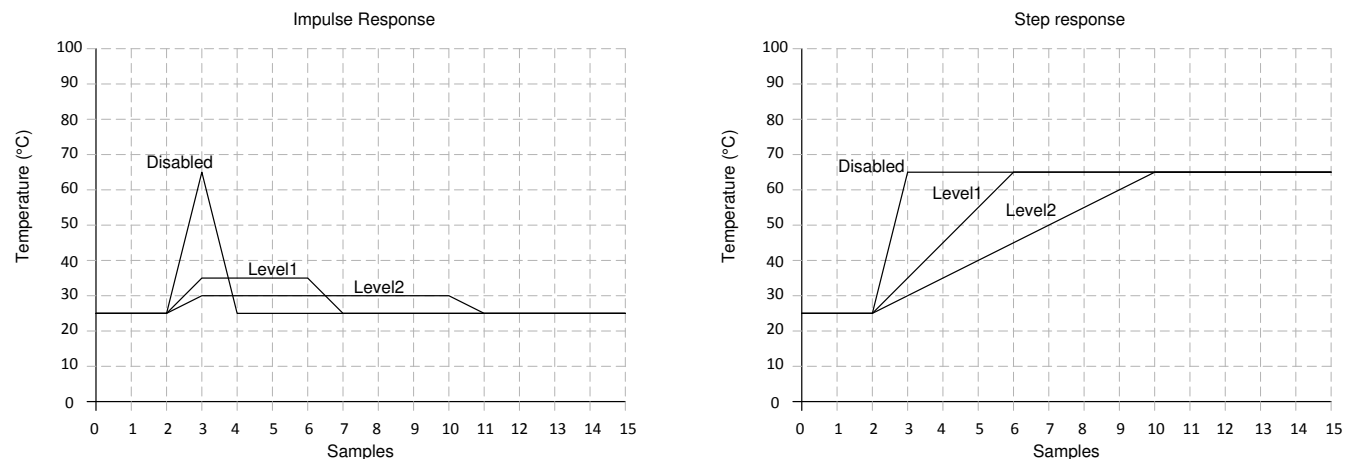 Impulse Response
100
90
80
70
60
50
40
30
20
10
0
Temperature (°C)
Disabled
Level1
Level2
0 1 2 3 4 5 6 7 8 9 10 11 12 13 14 15
Samples
Step response
100
90
80
70
60
50
40
30
20
10
0
Temperature (°C)
Disabled
Level1
Level2
0 1 2 3 4 5 6 7 8 9 10 11 12 13 14 15
Samples